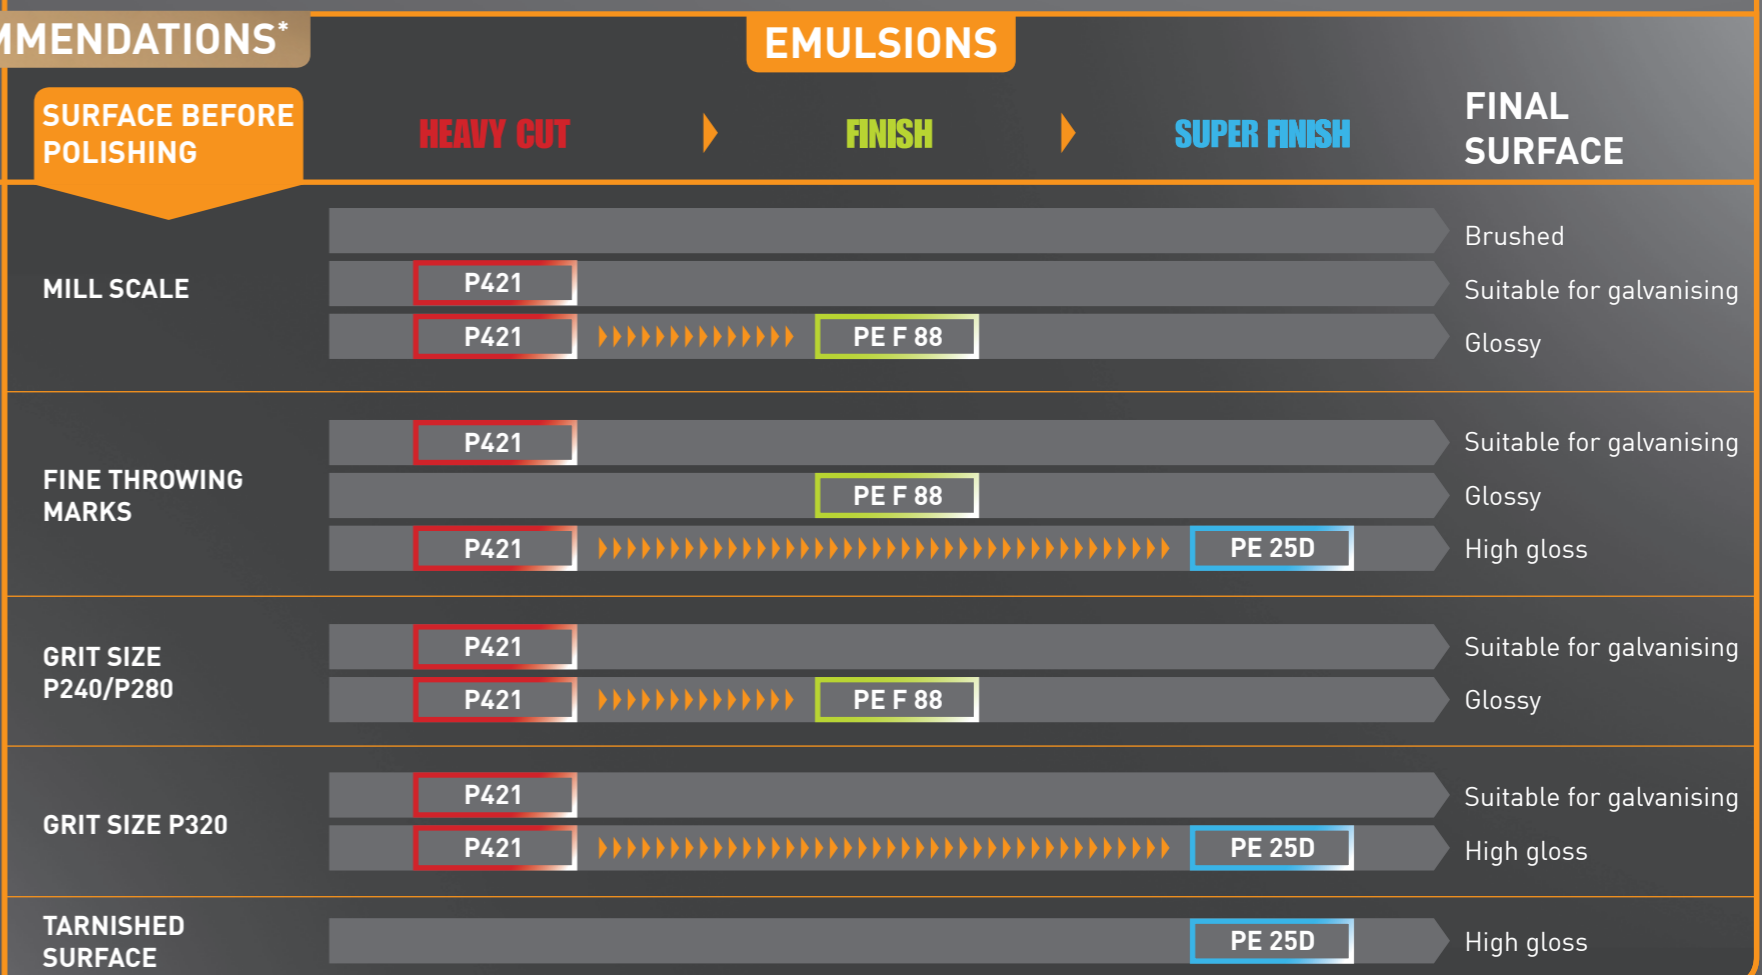 MMENDATIONS*
EMULSIONS
SURFACE BEFORE
POLISHING
HEAVY CUT
FINISH
SUPER FINISH
FINAL
SURFACE
MILL SCALE
Brushed
P421
Suitable for galvanising
P421 PE F 88
Glossy
FINE THROWING
MARKS
P421
Suitable for galvanising
PE F 88
Glossy
P421 PE 25D
High gloss
GRIT SIZE
P240/P280
P421
Suitable for galvanising
P421 PE F 88
Glossy
GRIT SIZE P320
P421
Suitable for galvanising
P421 PE 25D
High gloss
TARNISHED
SURFACE
PE 25D
High gloss